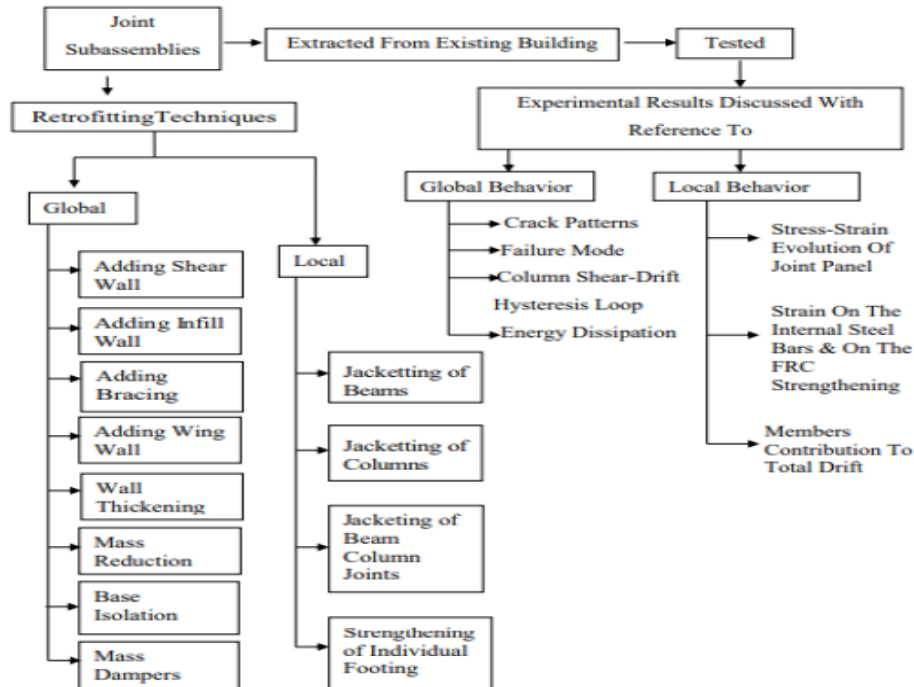 Joint
Subassemblies
Extracted From Existing Building
Tested
RetrofittingTechniques
Experimental Results Discussed With
Reference To
Global
Adding Shear
Wall
Adding Infill
Wall
Adding
Bracing
Adding Wing
Wall
Wall
Thickening
Mass
Reduction
Base
Isolation
Mass
Dampers
Local
Jacketting of
Beams
Jacketting of
Columns
Jacketing of
Beam
Column
Joints
Strengthening
of Individual
Footing
Global Behavior
Crack Patterns
Failure Mode
Column Shear-Drift
Hysteresis Loop
Energy Dissipation
Local Behavior
Stress-Strain
Evolution Of
Joint Panel
Strain On The
Internal Steel
Bars & On The
FRC
Strengthening
Members
Contribution To
Total Drift